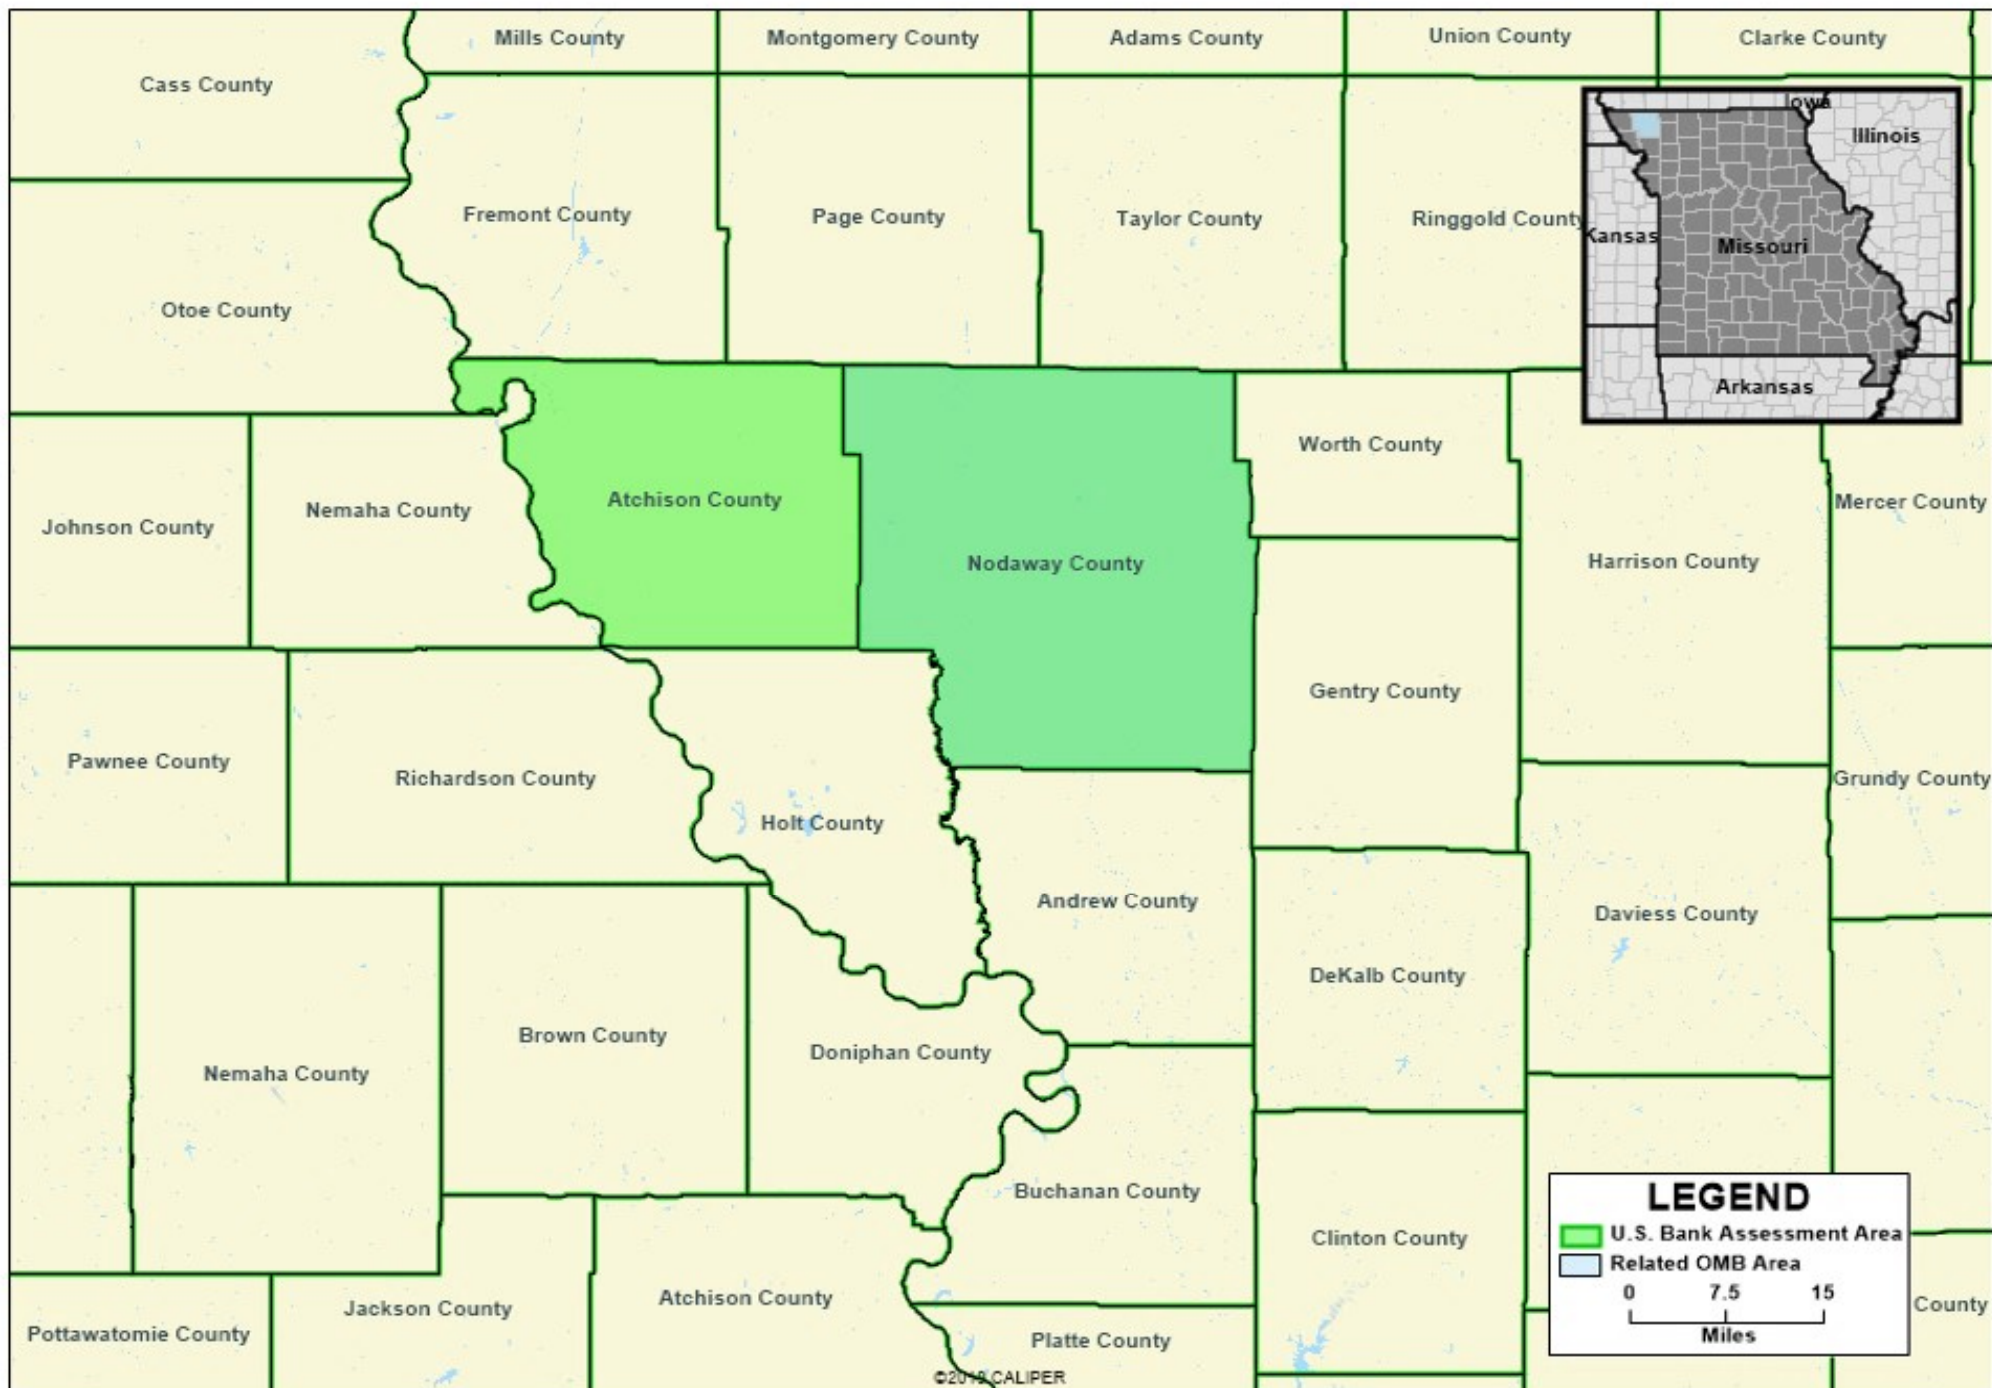 Mills County
Montgomery County
Adams County
Union County
Clarke County
Cass County
Iowa
Illinois
Fremont County
Page County
Taylor County
Ringgold County
Kansas
Missouri
Otoe County
Arkansas
Worth County
Atchison County
Mercer County
Nemaha County
Johnson County
Nodaway County
Harrison County
Gentry County
Pawnee County
Richardson County
Grundy County
Holt County
Andrew County
Daviess County
DeKalb County
Brown County
Doniphan County
Nemaha County
Buchanan County
LEGEND
U.S. Bank Assessment Area
Related OMB Area
0 7.5 15
Miles
Clinton County
Atchison County
County
Jackson County
Pottawatomie County
Platte County
©2019 CALIPER